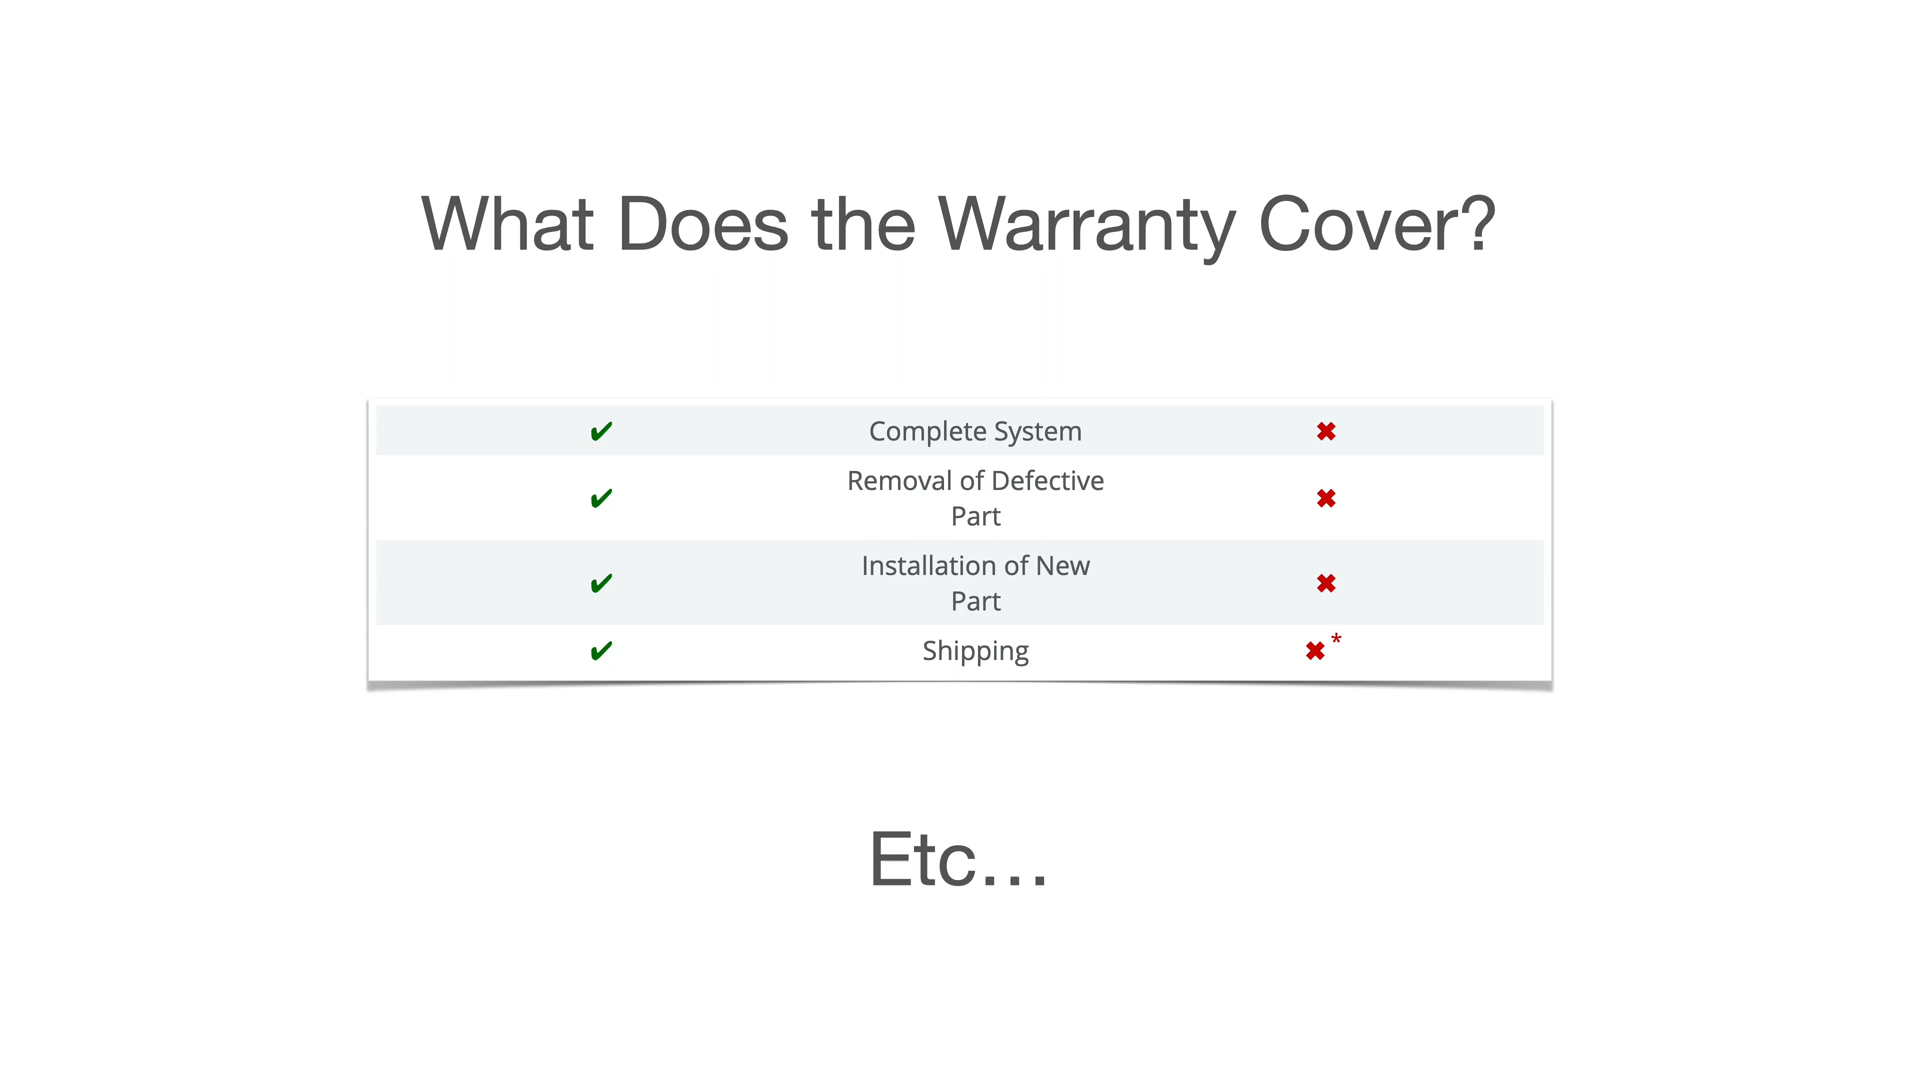 What Does the Warranty Cover?
✔ Complete System ✖
Removal of Defective
✔ Part ✖
Installation of New
✔ Part ✖
✔ Shipping ✖*
Etc...